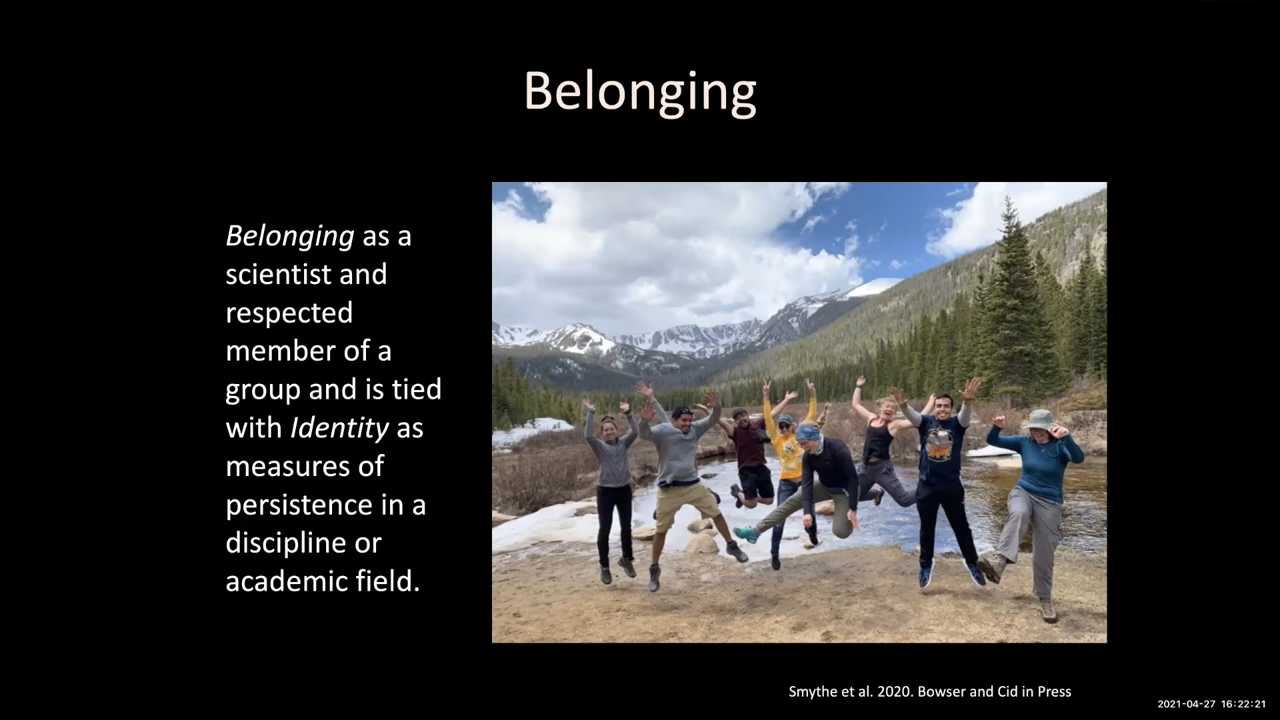 Belonging
Belonging as a
scientist and
respected
member of a
group and is tied
with Identity as
measures of
persistence in a
discipline or
academic field.
Smythe et al. 2020. Bowser and Cid in Press
2021-04-27 16:22:21